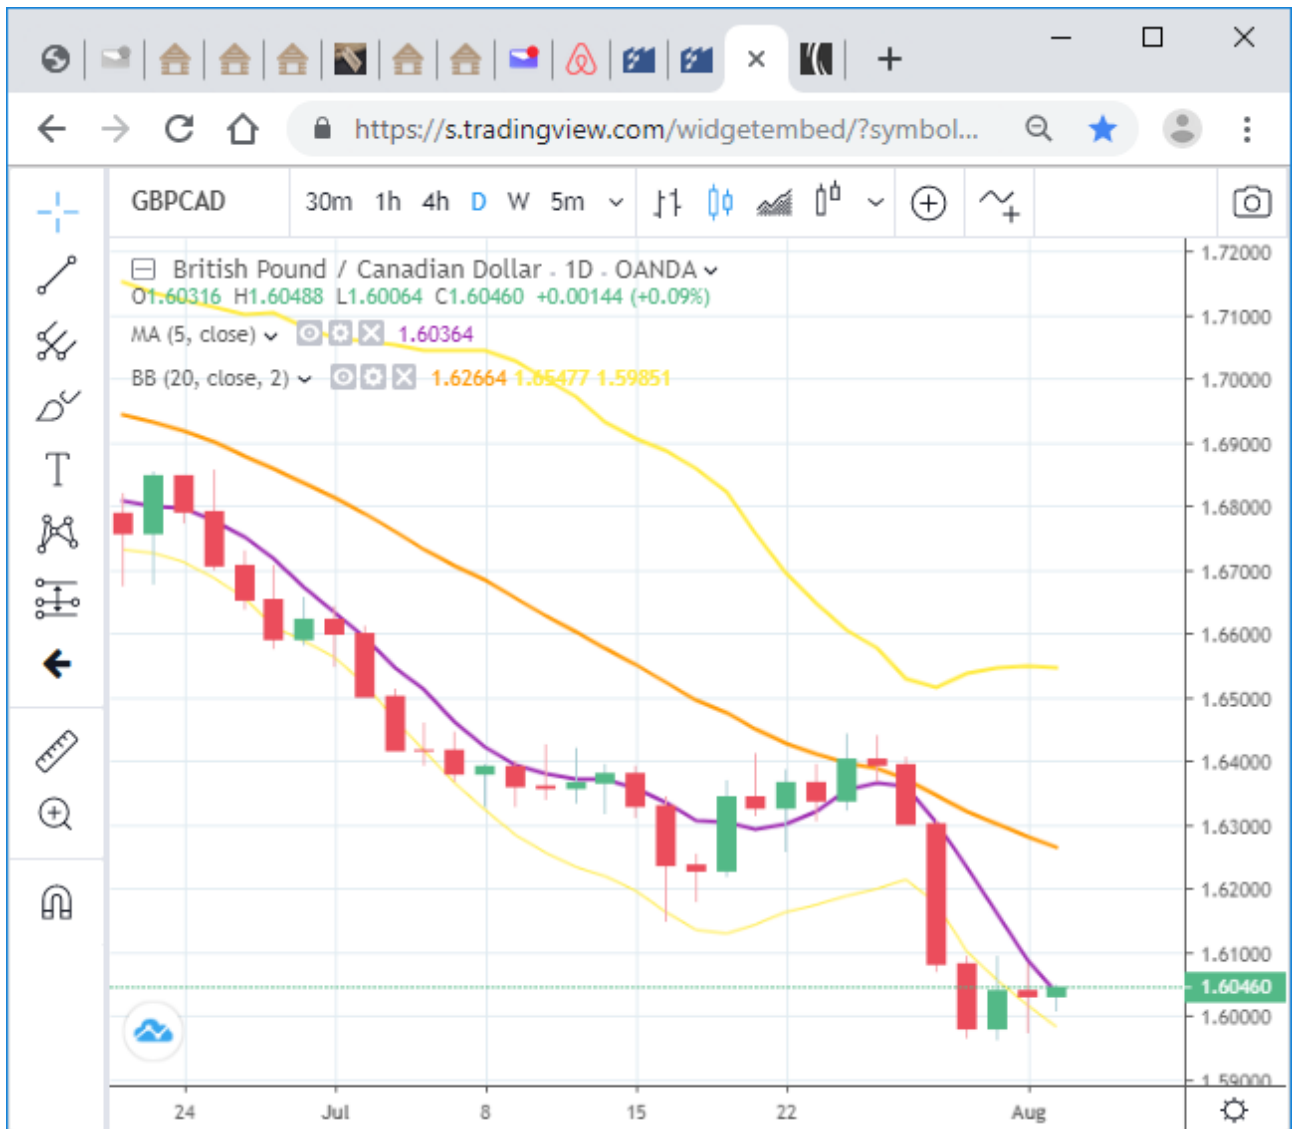 https://s.tradingview.com/widgetembed/?symbol...
GBPCAD 30m 1h 4h D W 5m
British Pound / Canadian Dollar · 1D · OANDA
O1.60316 H1.60488 L1.60064 C1.60460 +0.00144 (+0.09%)
MA (5, close) 1.60364
BB (20, close, 2) 1.62664 1.65477 1.59851
1.72000
1.71000
1.70000
1.69000
1.68000
1.67000
1.66000
1.65000
1.64000
1.63000
1.62000
1.61000
1.60460
1.60000
1.59000
24 Jul 8 15 22 Aug